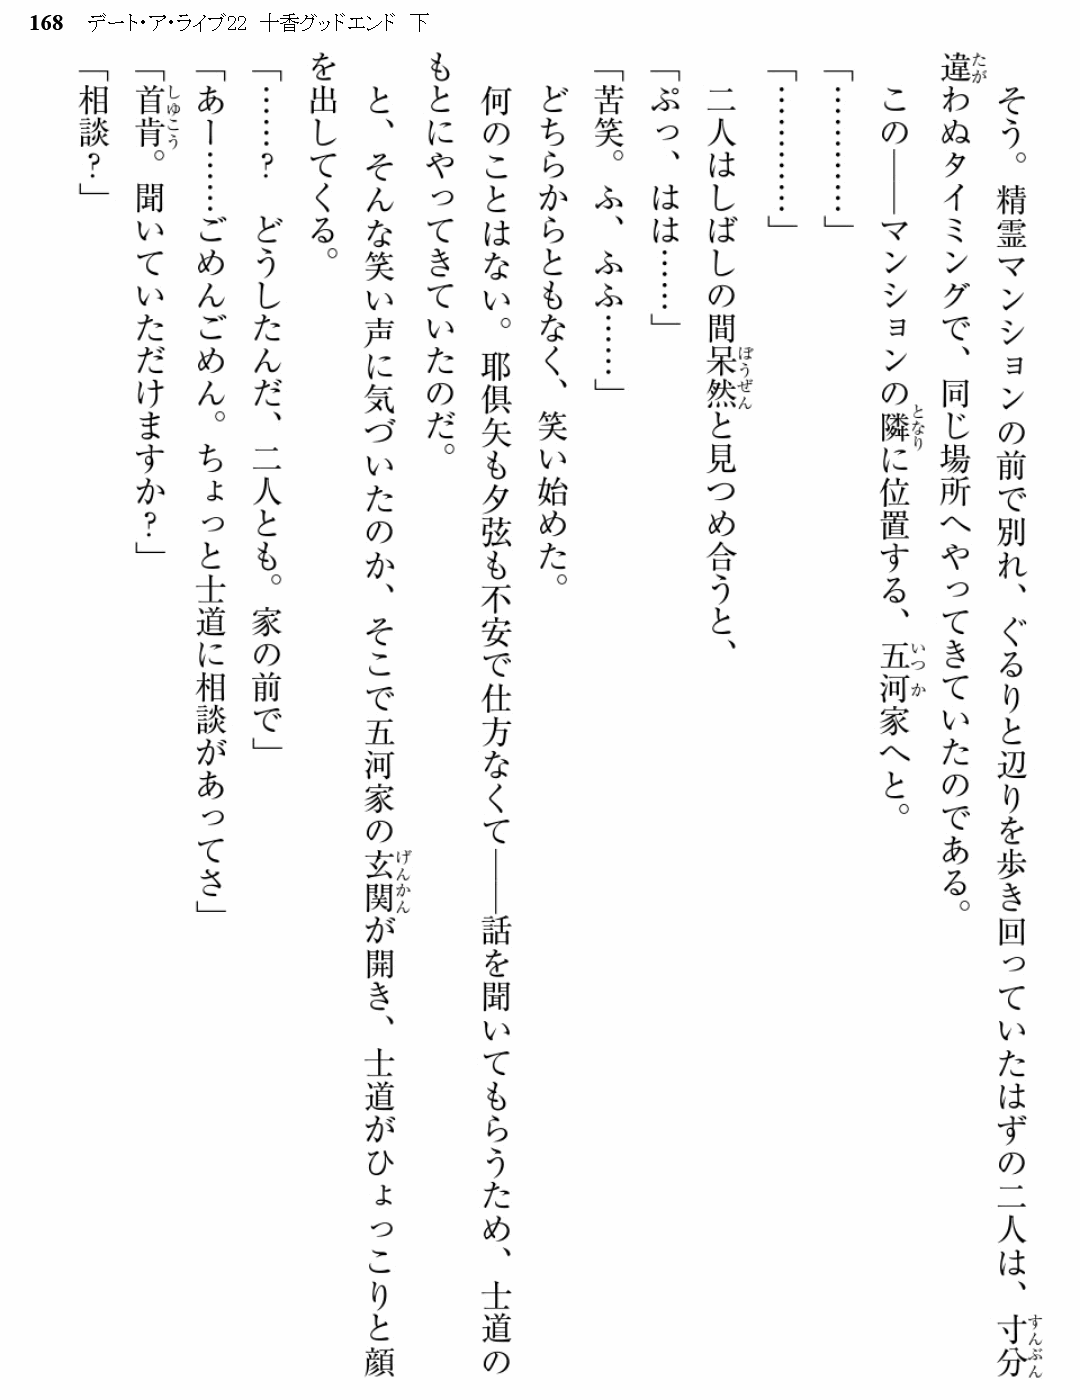 168 デート・ア・ライブ22 十香グッドエンド 下
そう。精霊マンションの前で別れ、ぐるりと辺りを歩き回っていたはずの二人は、寸分
違わぬタイミングで、同じ場所へやってきていたのである。
この――マンションの隣に位置する、五河家へと。
「…………」
「…………」
二人はしばしの間呆然と見つめ合うと、
「ぷっ、はは……」
「苦笑。ふ、ふふ……」
どちらからともなく、笑い始めた。
何のことはない。耶倶矢も夕弦も不安で仕方なくて――話を聞いてもらうため、士道の
もとにやってきていたのだ。
と、そんな笑い声に気づいたのか、そこで五河家の玄関が開き、士道がひょっこりと顔
を出してくる。
「……？　どうしたんだ、二人とも。家の前で」
「あー……ごめんごめん。ちょっと士道に相談があってさ」
「首肯。聞いていただけますか？」
「相談？」